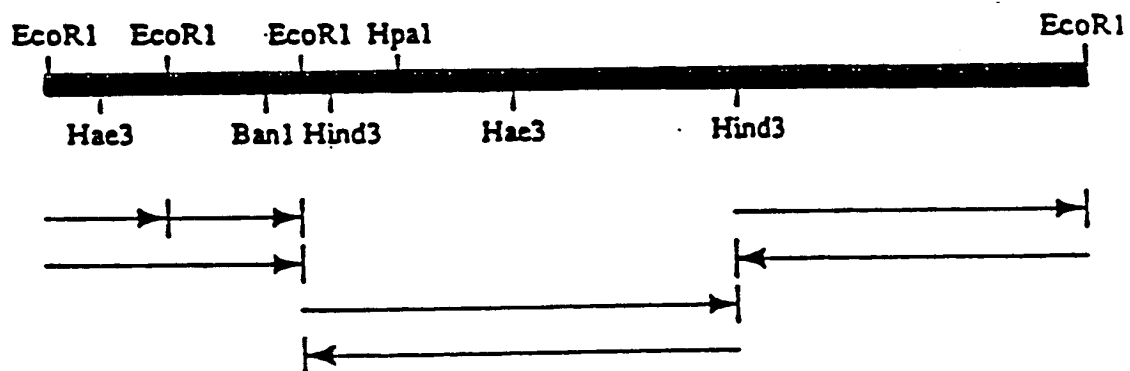 EcoR1 EcoR1 EcoR1 Hpa1 EcoR1
Hae3 Ban1 Hind3 Hae3 Hind3